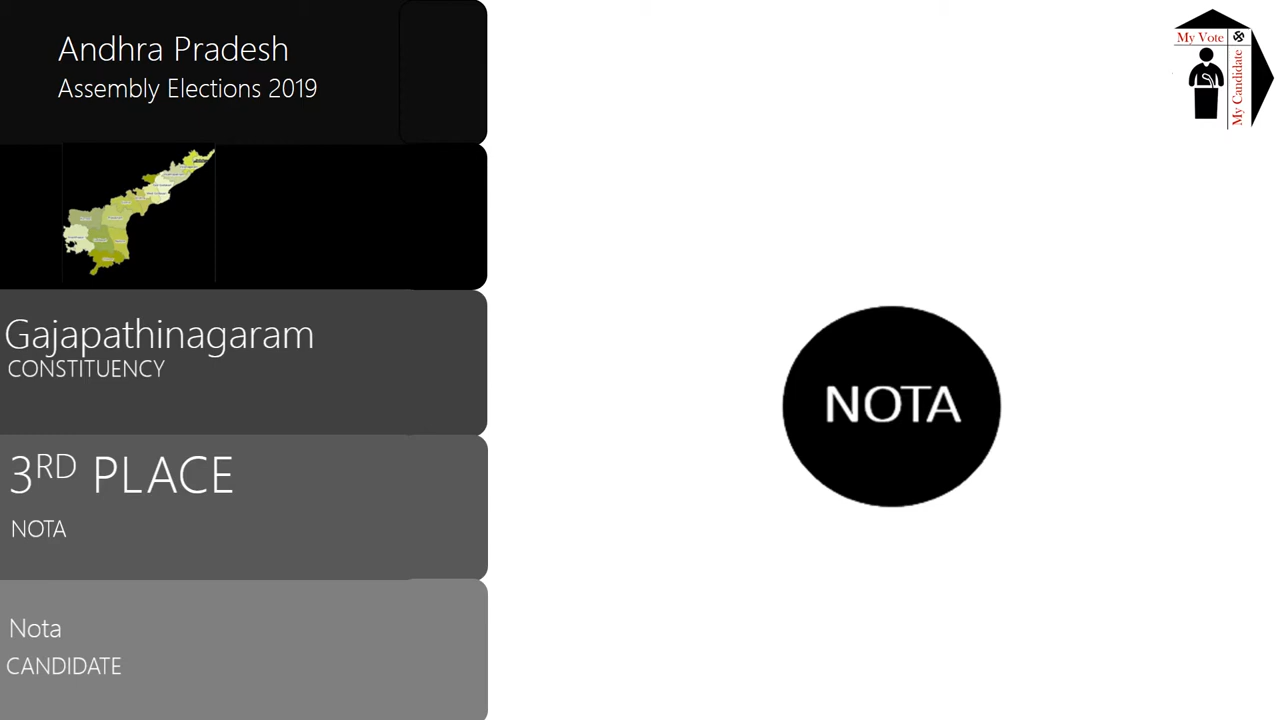 Andhra Pradesh
Assembly Elections 2019
Gajapathinagaram
CONSTITUENCY
3RD PLACE
NOTA
Nota
CANDIDATE
NOTA
My Vote
My Candidate